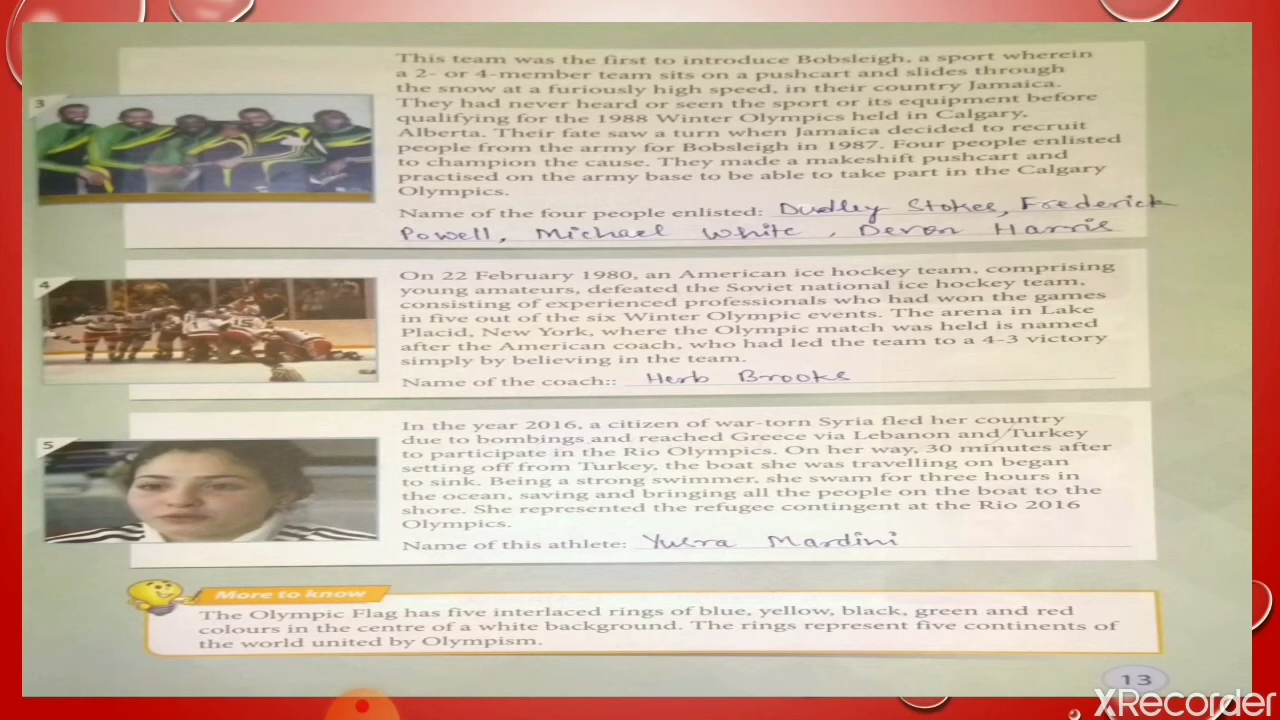 3
This team was the first to introduce Bobsleigh, a sport wherein
a 2- or 4-member team sits on a pushcart and slides through
the snow at a furiously high speed, in their country Jamaica.
They had never heard or seen the sport or its equipment before
qualifying for the 1988 Winter Olympics held in Calgary,
Alberta. Their fate saw a turn when Jamaica decided to recruit
people from the army for Bobsleigh in 1987. Four people enlisted
to champion the cause. They made a makeshift pushcart and
practised on the army base to be able to take part in the Calgary
Olympics.
Name of the four people enlisted: Dudley Stokes, Frederick
Powell, Michael White, Devon Harris
4
On 22 February 1980, an American ice hockey team, comprising
young amateurs, defeated the Soviet national ice hockey team,
consisting of experienced professionals who had won the games
in five out of the six Winter Olympic events. The arena in Lake
Placid, New York, where the Olympic match was held is named
after the American coach, who had led the team to a 4-3 victory
simply by believing in the team.
Name of the coach:: Herb Brooks
5
In the year 2016, a citizen of war-torn Syria fled her country
due to bombings and reached Greece via Lebanon and Turkey
to participate in the Rio Olympics. On her way, 30 minutes after
setting off from Turkey, the boat she was travelling on began
to sink. Being a strong swimmer, she swam for three hours in
the ocean, saving and bringing all the people on the boat to the
shore. She represented the refugee contingent at the Rio 2016
Olympics.
Name of this athlete: Yusra Mardini
More to know
The Olympic Flag has five interlaced rings of blue, yellow, black, green and red
colours in the centre of a white background. The rings represent five continents of
the world united by Olympism.
13
XRecorder